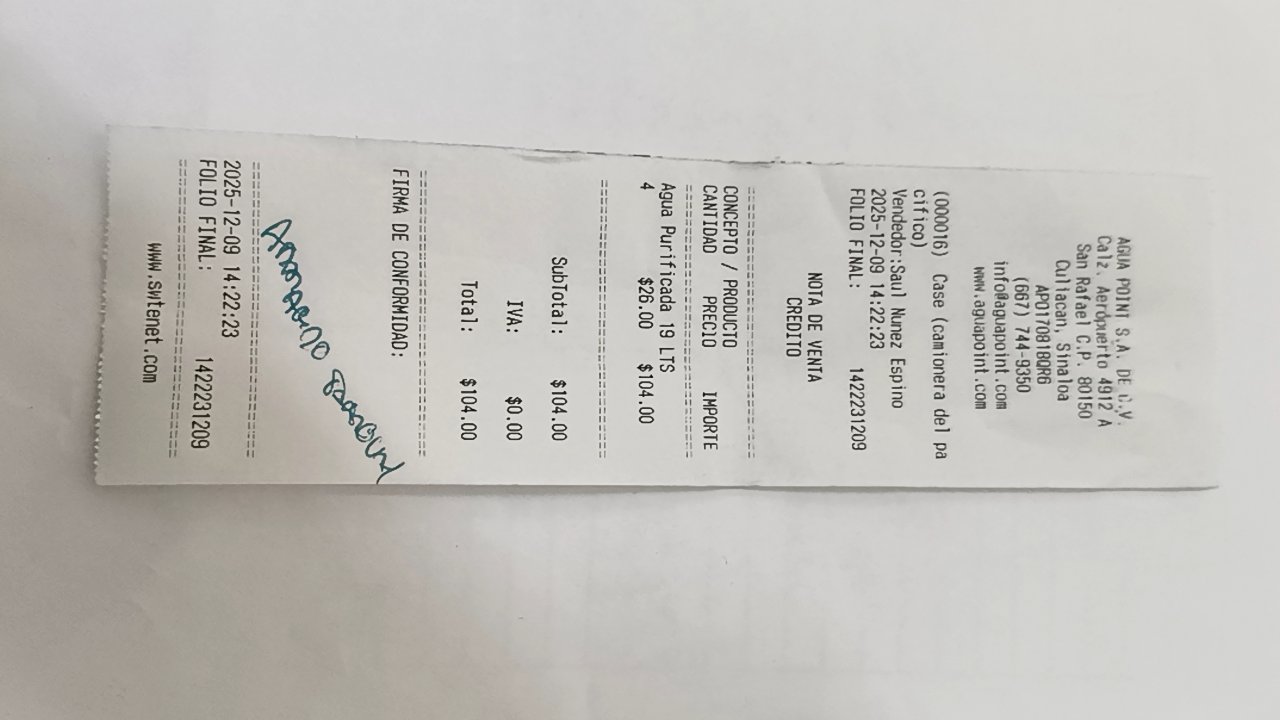 AGUA POINT S.A. DE C.V.
Calz. Aeropuerto 4912 A
San Rafael C.P. 80150
Culiacan, Sinaloa
APO170818QR6
(667) 744-9350
info@aguapoint.com
www.aguapoint.com
(000016) Case (camionera del pa
cifico)
Vendedor:Saul Nunez Espino
2025-12-09 14:22:23
FOLIO FINAL: 1422231209
NOTA DE VENTA
CREDITO
CONCEPTO / PRODUCTO
CANTIDAD PRECIO IMPORTE
Agua Purificada 19 LTS
4 $26.00 $104.00
SubTotal: $104.00
IVA: $0.00
Total: $104.00
FIRMA DE CONFORMIDAD:
2025-12-09 14:22:23
FOLIO FINAL: 1422231209
www.swtenet.com